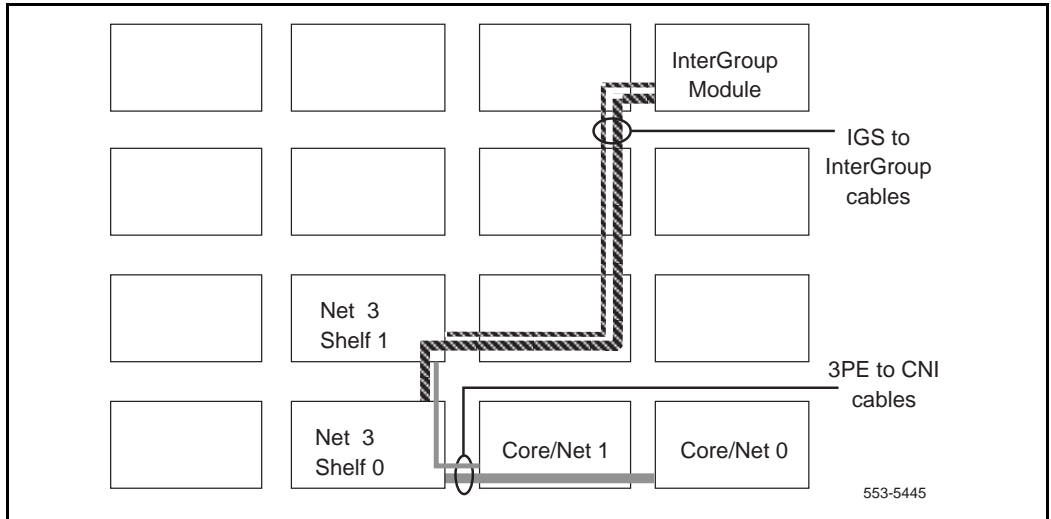 InterGroup
Module
IGS to
InterGroup
cables
Net 3
Shelf 1
3PE to CNI
cables
Net 3
Shelf 0
Core/Net 1
Core/Net 0
553-5445